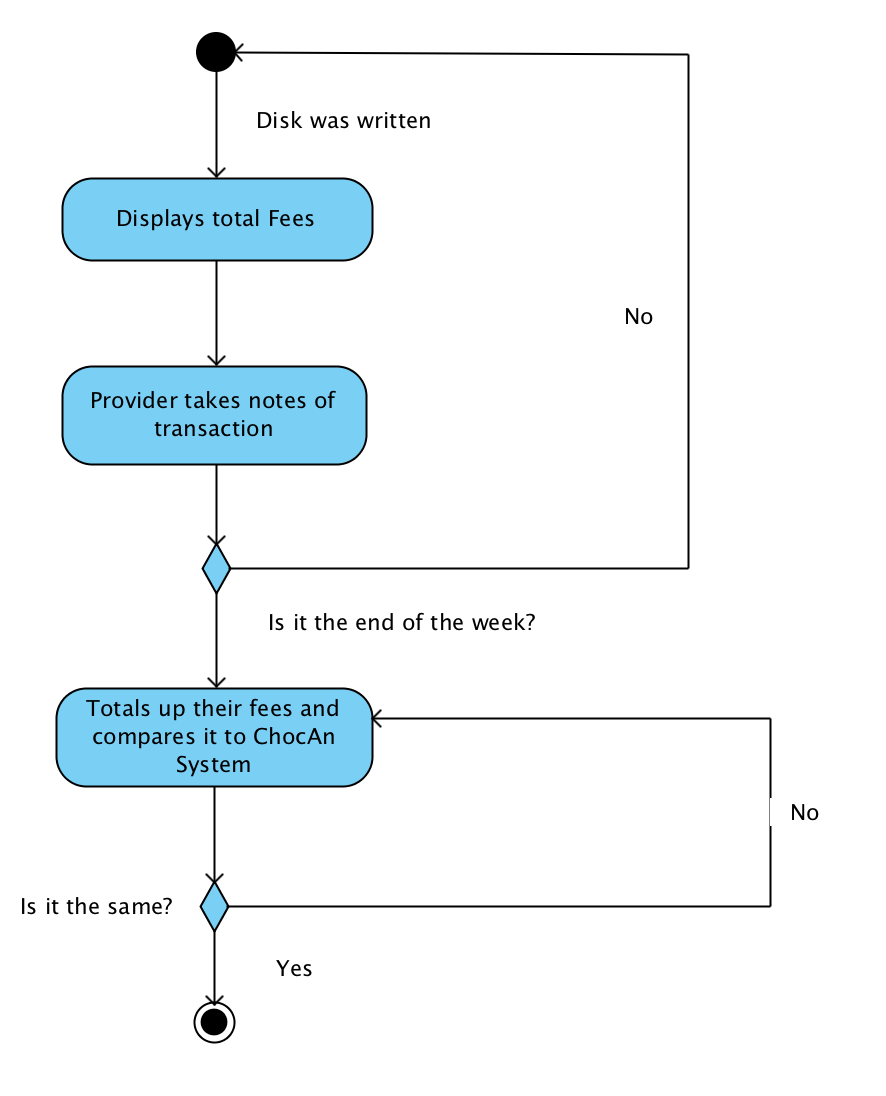 Disk was written
Displays total Fees
No
Provider takes notes of
transaction
Is it the end of the week?
Totals up their fees and
compares it to ChocAn
System
No
Is it the same?
Yes